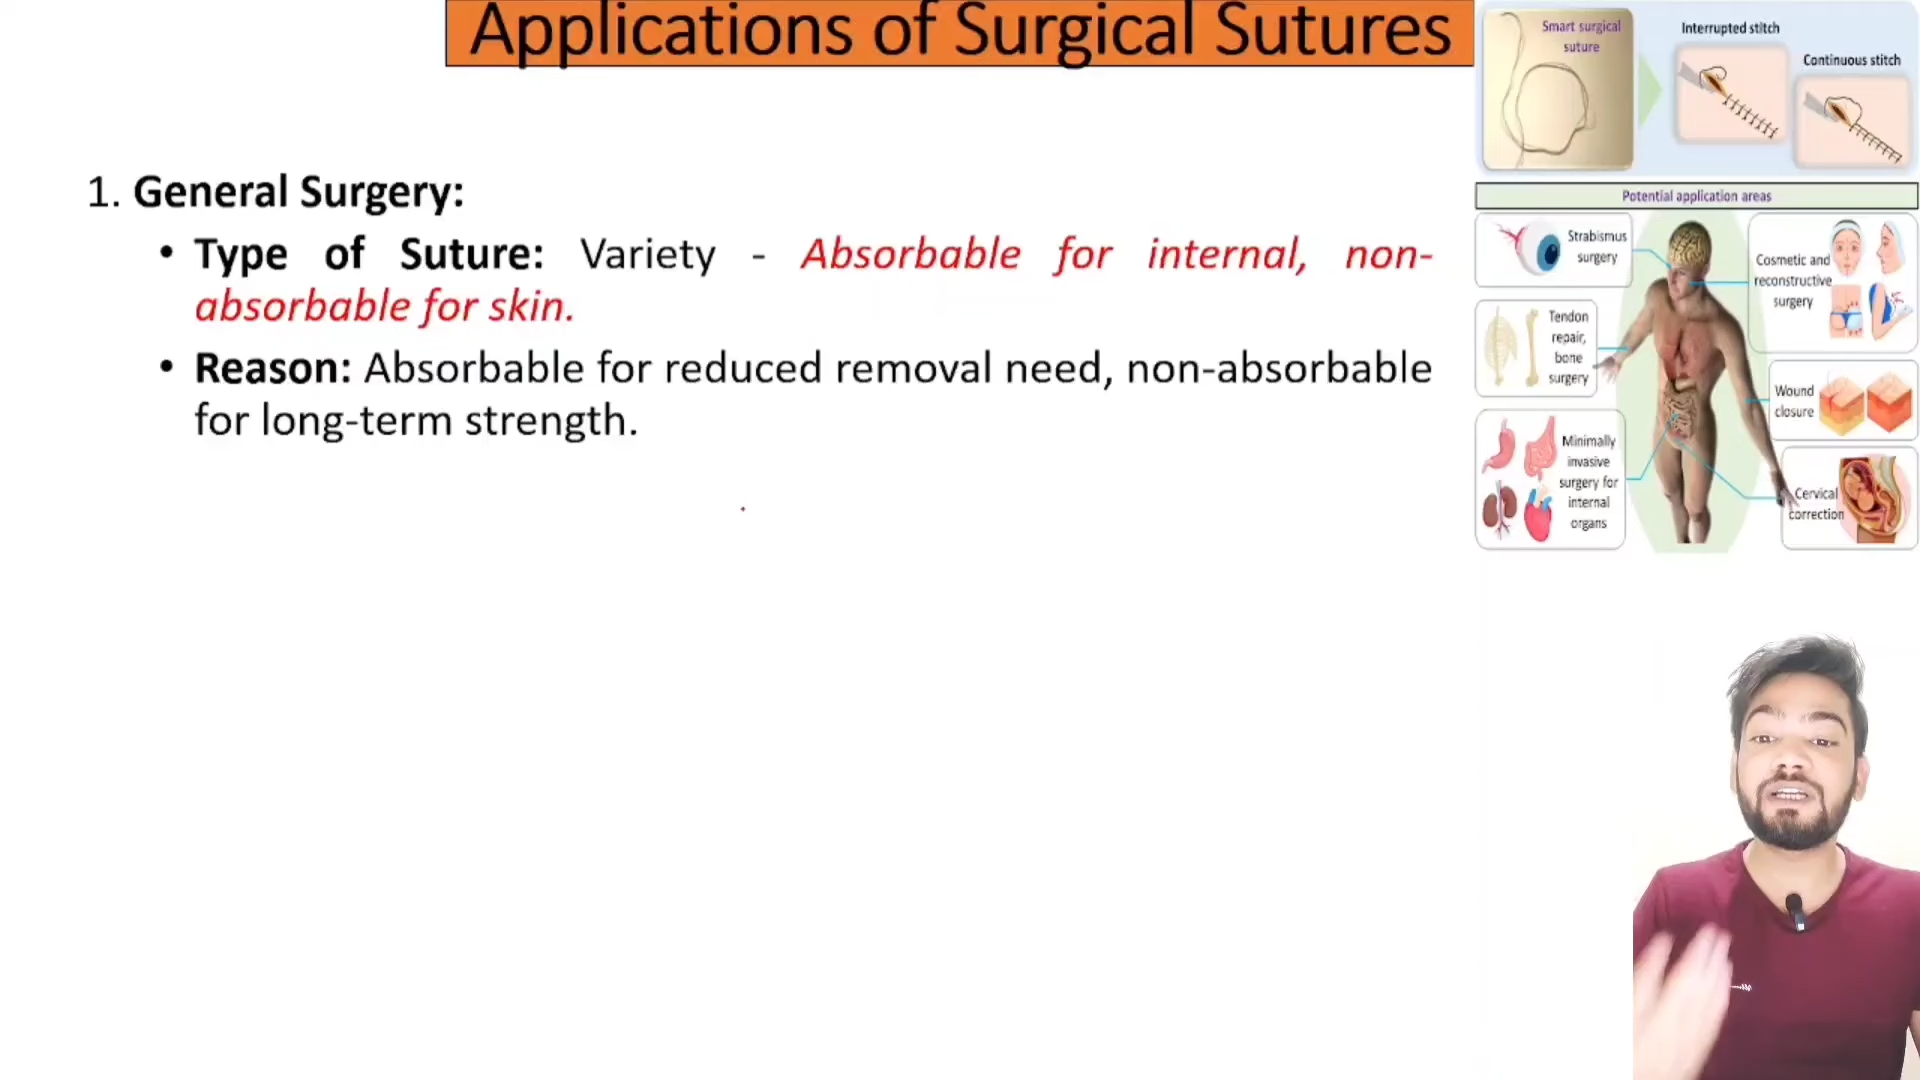 Applications of Surgical Sutures
1. General Surgery:
• Type of Suture: Variety - Absorbable for internal, non-
absorbable for skin.
• Reason: Absorbable for reduced removal need, non-absorbable
for long-term strength.
Smart surgical
suture
Interrupted stitch
Continuous stitch
Potential application areas
Strabismus
surgery
Cosmetic and
reconstructive
surgery
Tendon
repair,
bone
surgery
Wound
closure
Minimally
invasive
surgery for
internal
organs
Cervical
correction